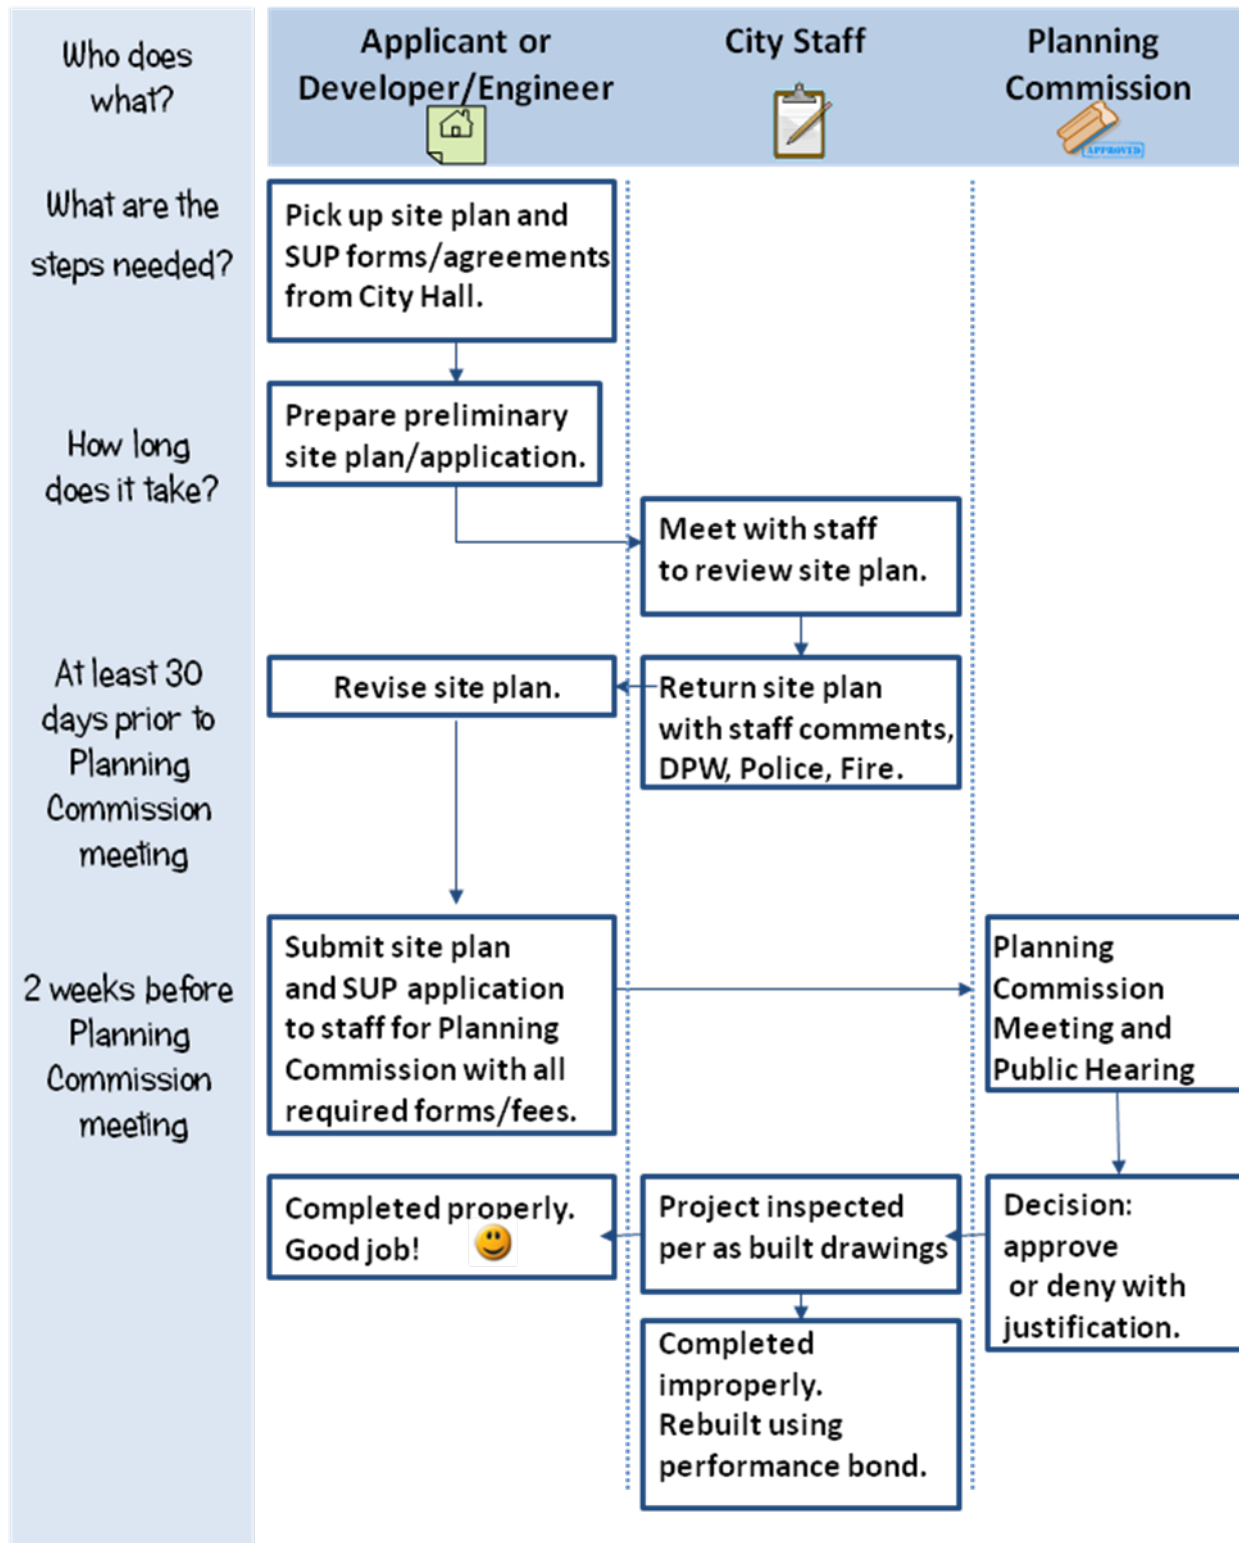 Who does
what?
Applicant or
Developer/Engineer
City Staff
Planning
Commission
APPROVED
What are the
steps needed?
Pick up site plan and
SUP forms/agreements
from City Hall.
How long
does it take?
Prepare preliminary
site plan/application.
Meet with staff
to review site plan.
At least 30
days prior to
Planning
Commission
meeting
Revise site plan.
Return site plan
with staff comments,
DPW, Police, Fire.
2 weeks before
Planning
Commission
meeting
Submit site plan
and SUP application
to staff for Planning
Commission with all
required forms/fees.
Planning
Commission
Meeting and
Public Hearing
Completed properly.
Good job!
Project inspected
per as built drawings
Decision:
approve
or deny with
justification.
Completed
improperly.
Rebuilt using
performance bond.